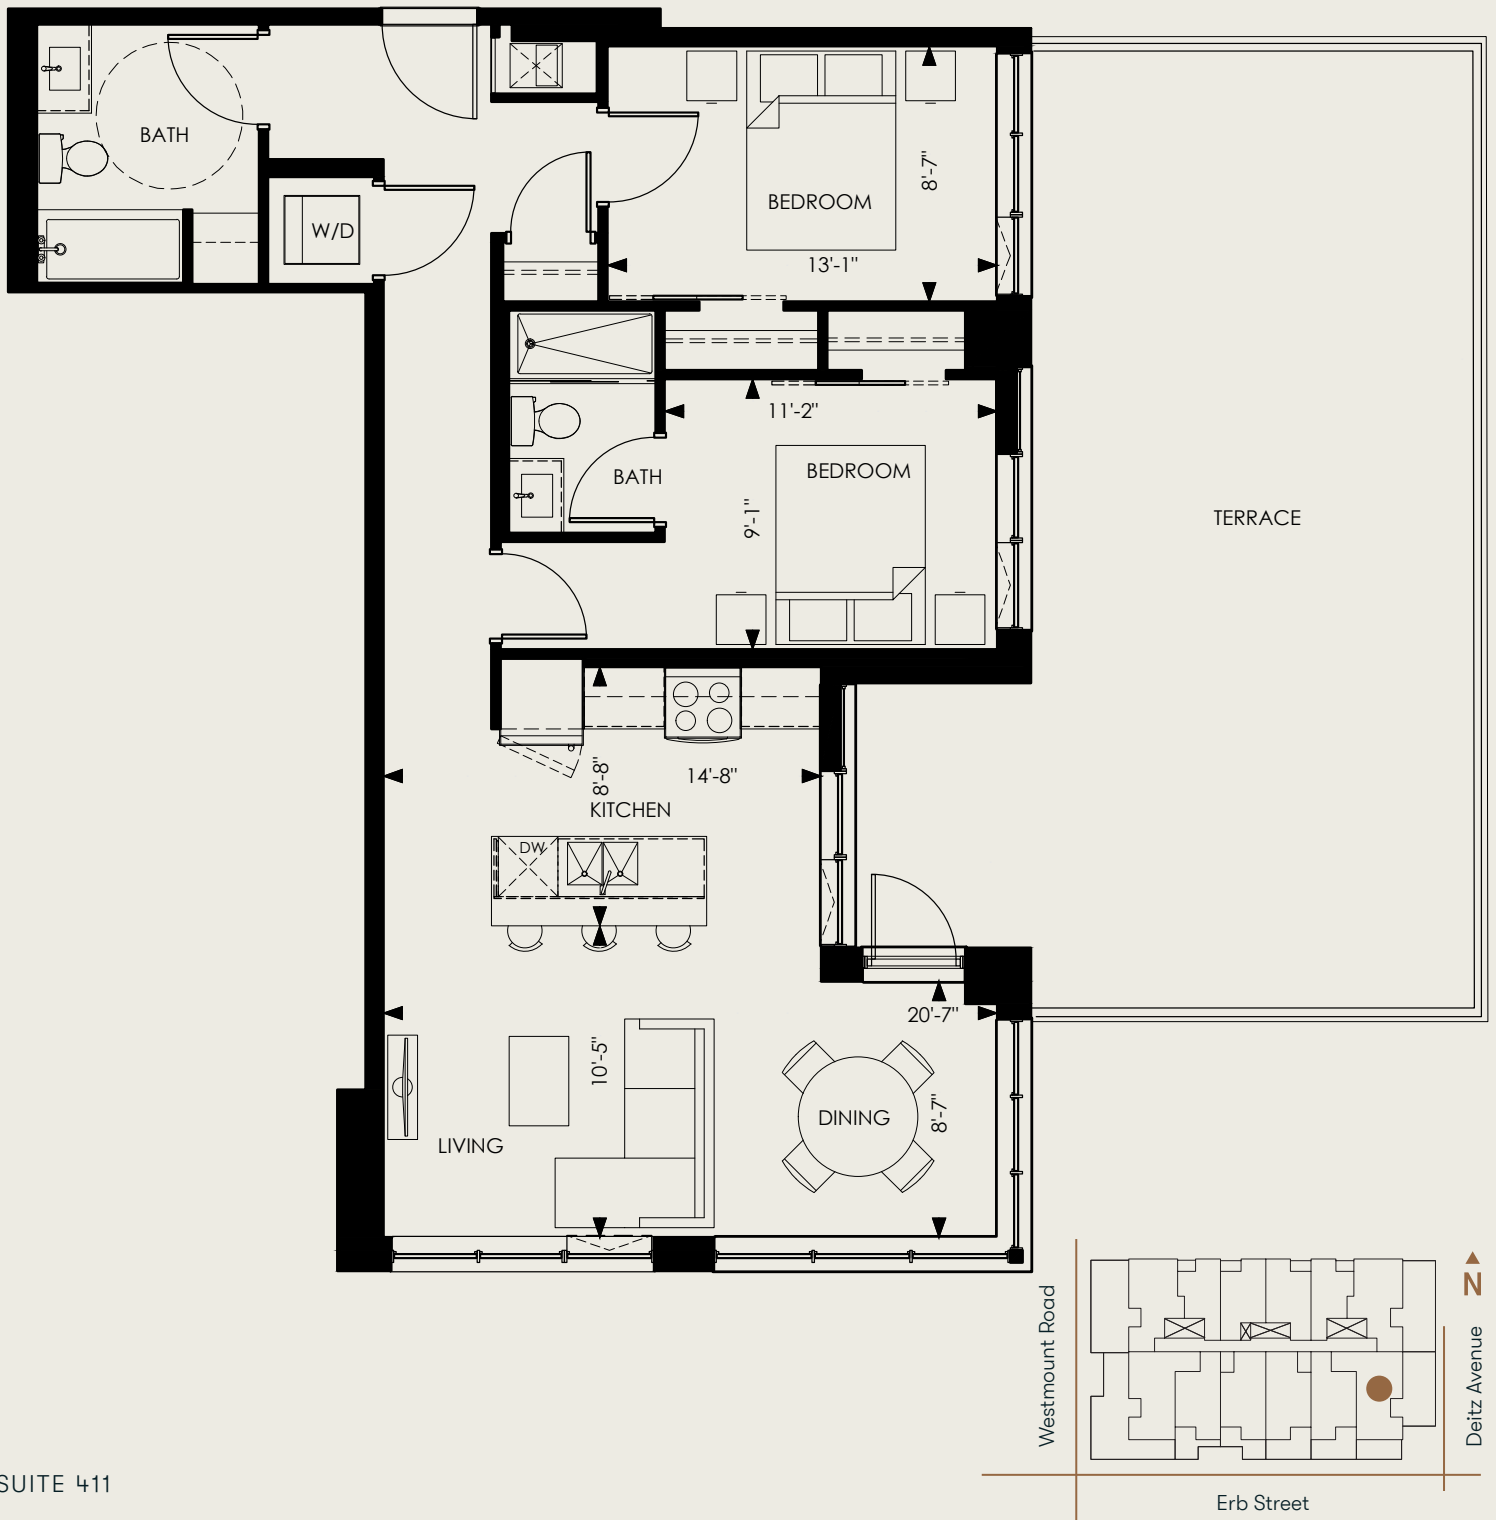 BATH
W/D
BEDROOM
8'-7"
13'-1"
11'-2"
BATH
BEDROOM
9'-1"
TERRACE
8'-8"
14'-8"
KITCHEN
DW
20'-7"
10'-5"
DINING
8'-7"
LIVING
Westmount Road
N
Deitz Avenue
Erb Street
SUITE 411